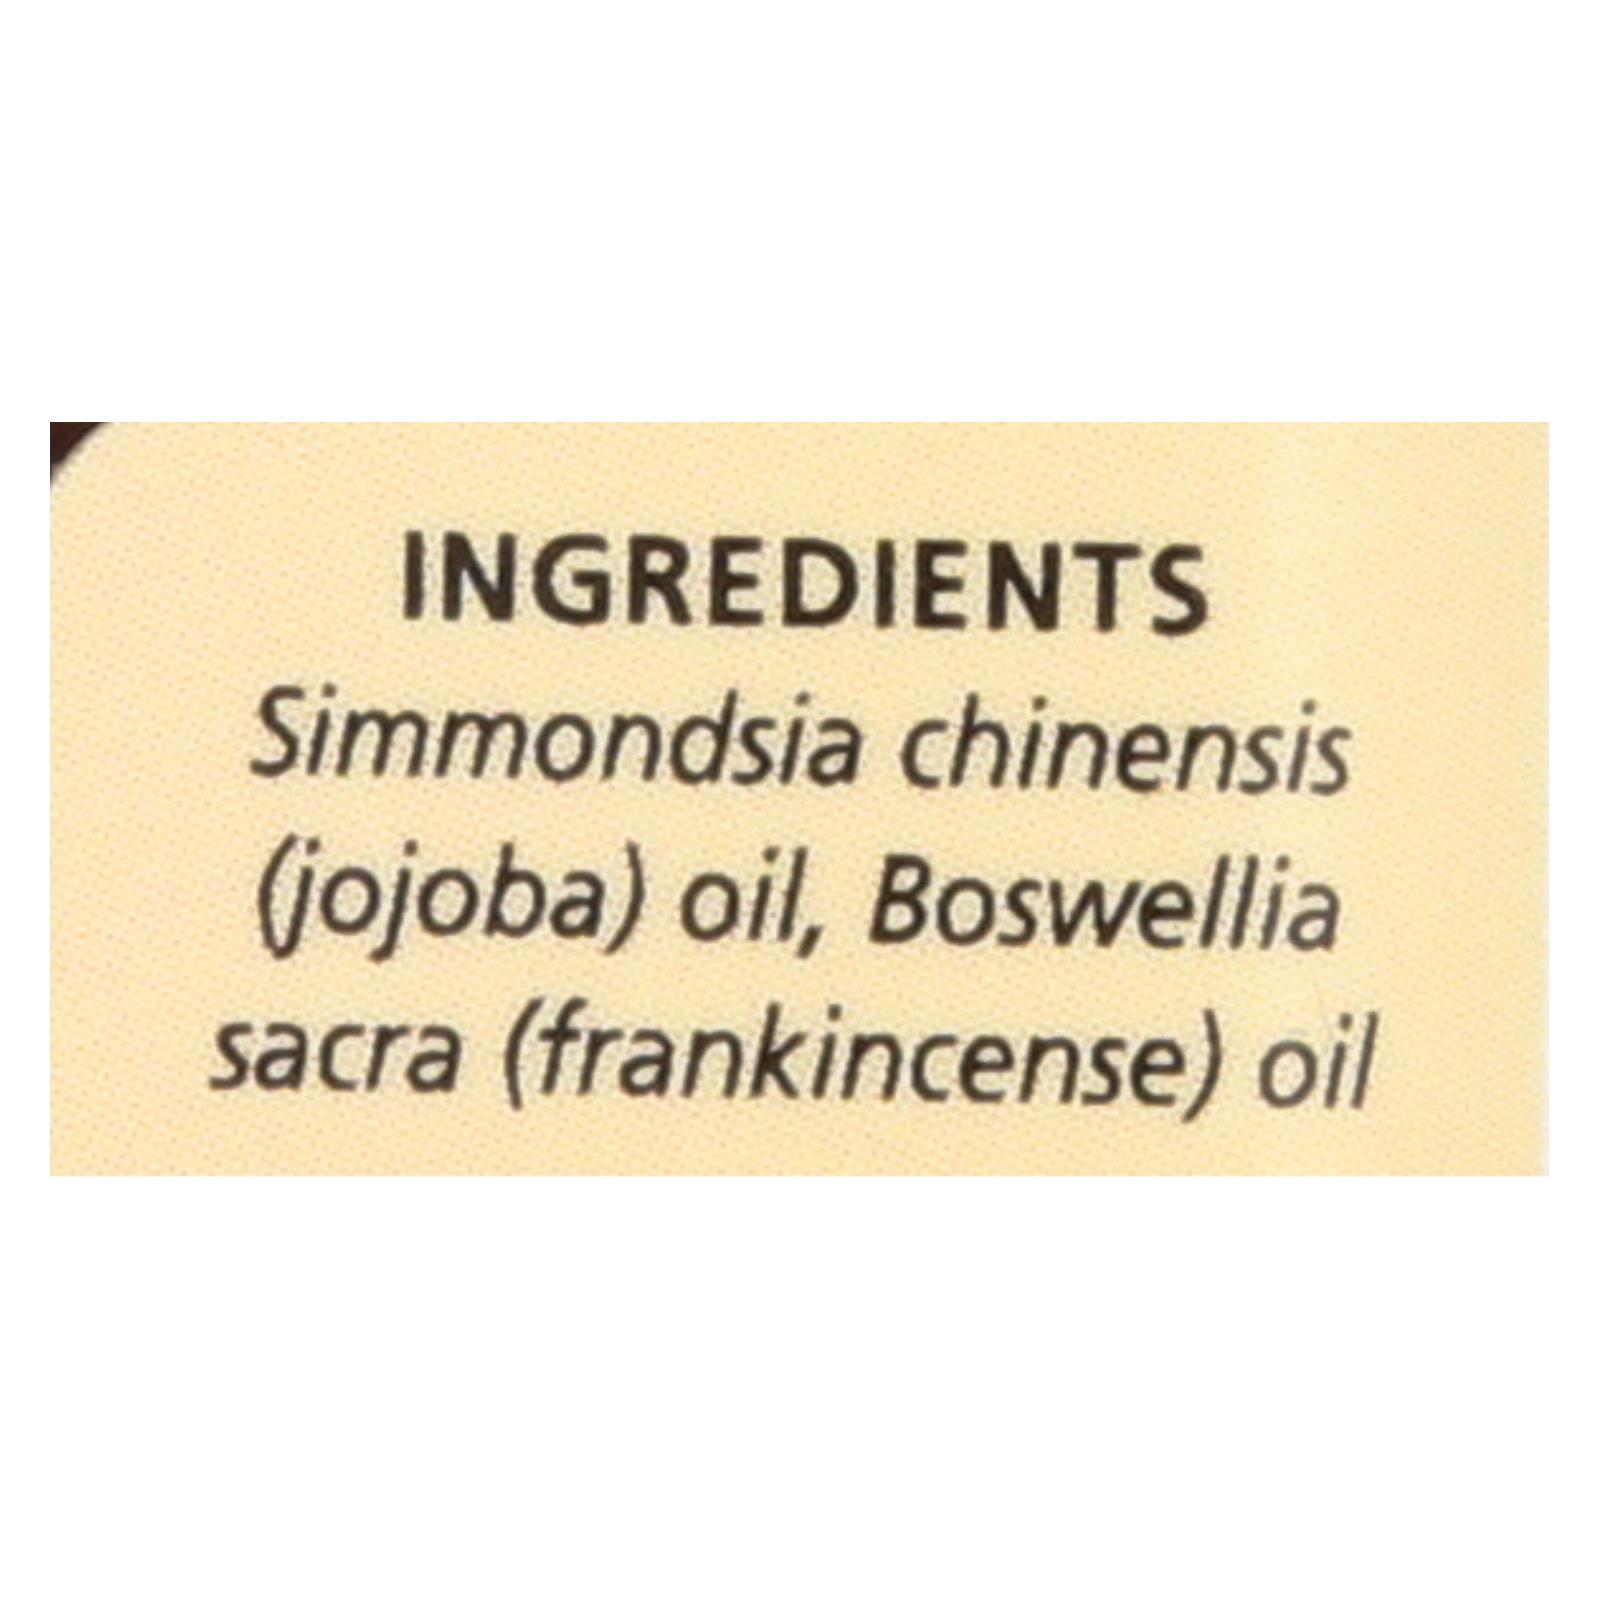 INGREDIENTS
Simmondsia chinensis
(jojoba) oil, Boswellia
sacra (frankincense) oil